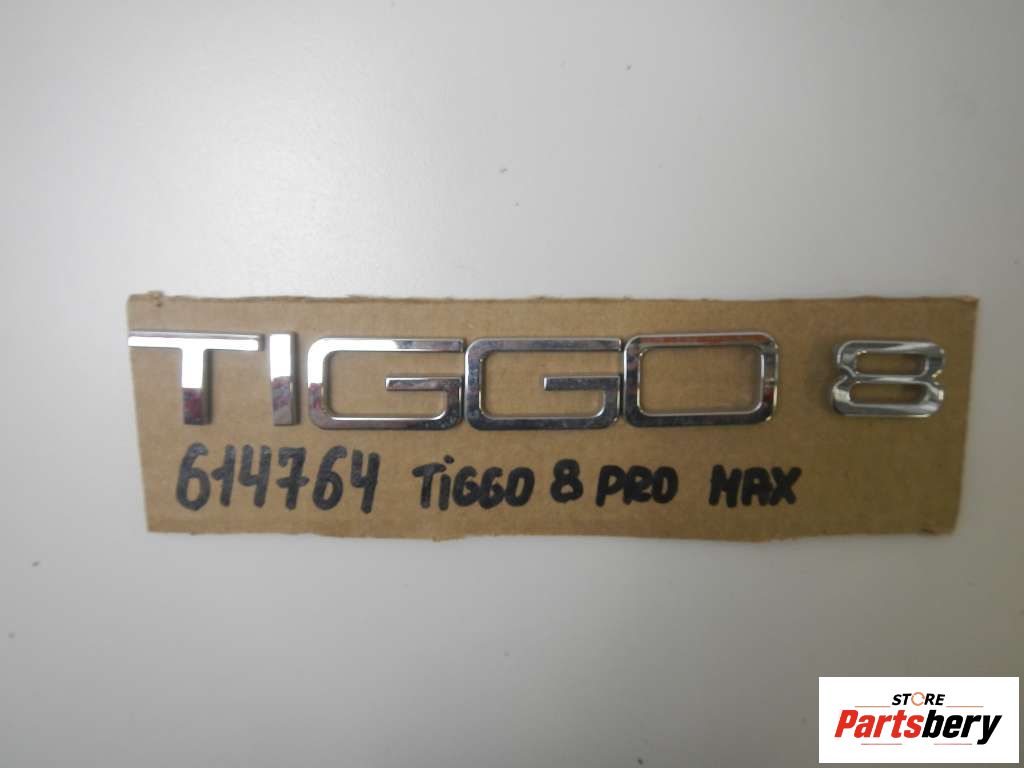 TIGGO 8
614764 TiGGO 8 PRO MAX
STORE
Partsbery